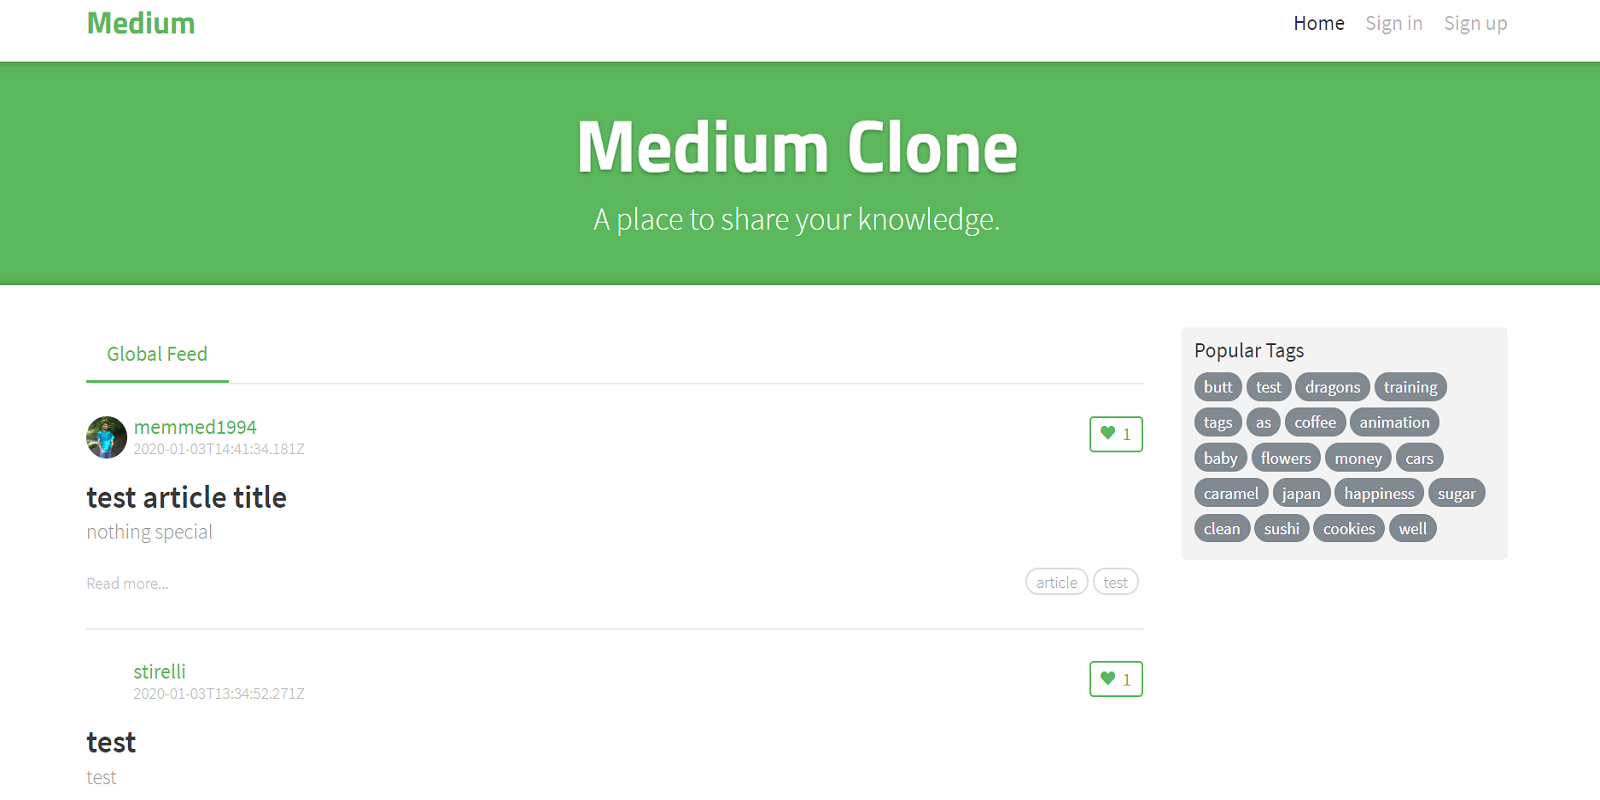 Medium
Home Sign in Sign up
Medium Clone
A place to share your knowledge.
Global Feed
memmed1994
2020-01-03T14:41:34.181Z
1
test article title
nothing special
Read more...
article test
stirelli
2020-01-03T13:34:52.271Z
1
test
test
Popular Tags
butt test dragons training
tags as coffee animation
baby flowers money cars
caramel japan happiness sugar
clean sushi cookies well